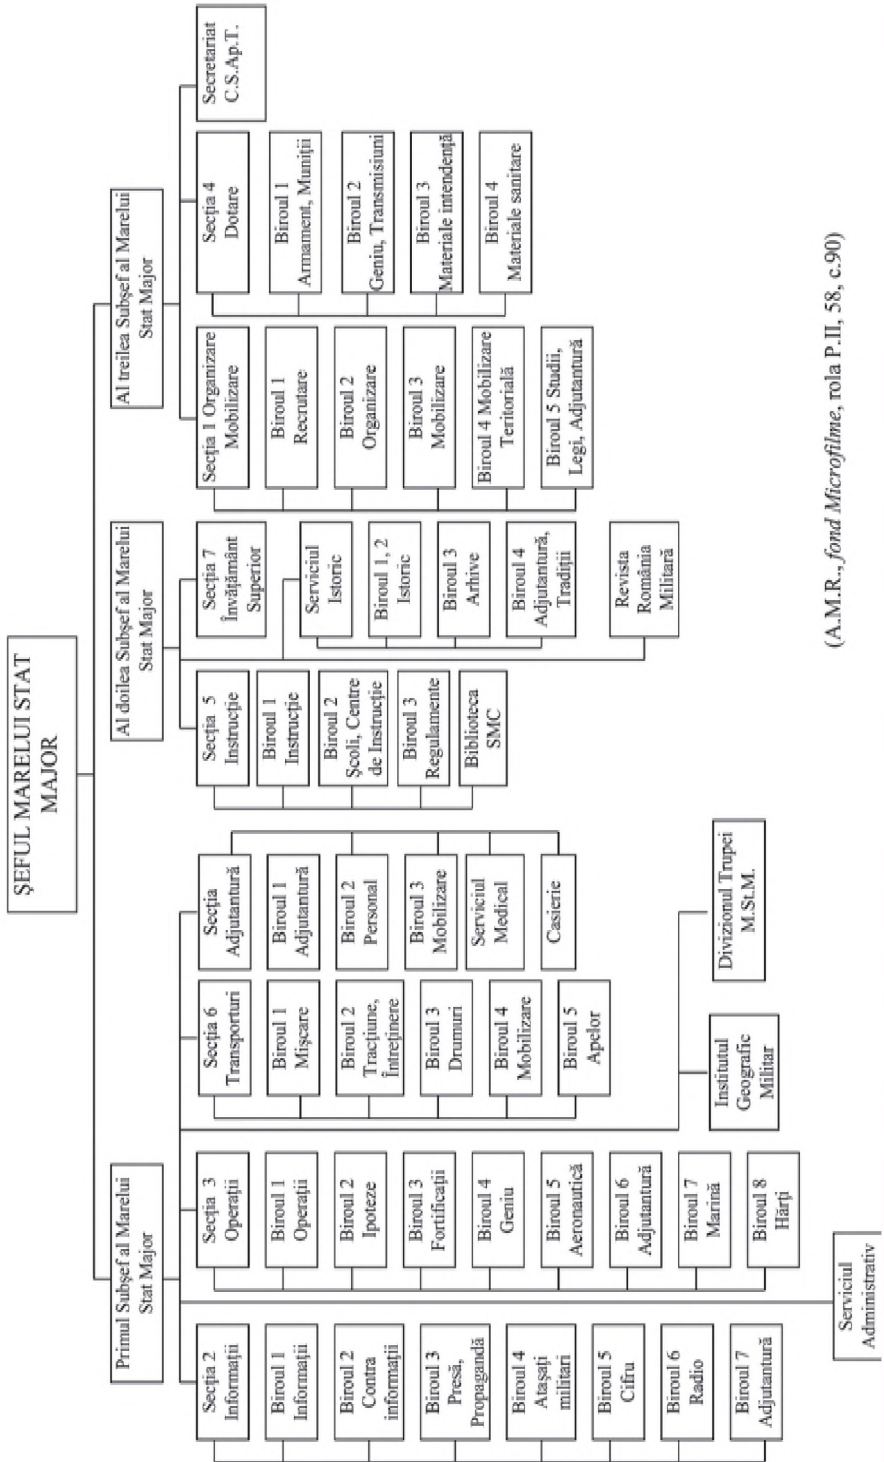 ȘEFUL MARELUI STAT
MAJOR
Primul Subșef al Marelui
Stat Major
Al doilea Subșef al Marelui
Stat Major
Al treilea Subșef al Marelui
Stat Major
Secția 2
Informații
Biroul 1
Informații
Biroul 2
Contra
informații
Biroul 3
Presă,
Propagandă
Biroul 4
Atașați
militari
Biroul 5
Cifru
Biroul 6
Radio
Biroul 7
Adjutantură
Secția 3
Operații
Biroul 1
Operații
Biroul 2
Ipoteze
Biroul 3
Fortificații
Biroul 4
Geniu
Biroul 5
Aeronautică
Biroul 6
Adjutantură
Biroul 7
Marină
Biroul 8
Hărți
Serviciul
Administrativ
Secția 6
Transporturi
Biroul 1
Mișcare
Biroul 2
Tracțiune,
Întreținere
Biroul 3
Drumuri
Biroul 4
Mobilizare
Biroul 5
Apelor
Secția
Adjutantură
Biroul 1
Adjutantură
Biroul 2
Personal
Biroul 3
Mobilizare
Serviciul
Medical
Casierie
Institutul
Geografic
Militar
Divizionul Trupei
M.St.M.
Secția 5
Instrucție
Biroul 1
Instrucție
Biroul 2
Școli, Centre
de Instrucție
Biroul 3
Regulamente
Biblioteca
SMC
Secția 7
Învățământ
Superior
Serviciul
Istoric
Biroul 1, 2
Istoric
Biroul 3
Arhive
Biroul 4
Adjutantură,
Tradiții
Revista
România
Militară
Secția 1 Organizare
Mobilizare
Biroul 1
Recrutare
Biroul 2
Organizare
Biroul 3
Mobilizare
Biroul 4 Mobilizare
Teritorială
Biroul 5 Studii,
Legi, Adjutantură
Secția 4
Dotare
Biroul 1
Armament, Muniții
Biroul 2
Geniu, Transmisiuni
Biroul 3
Materiale intendență
Biroul 4
Materiale sanitare
Secretariat
C.S.Ap.T.
(A.M.R., fond Microfilme, rola P.II, 58, c.90)